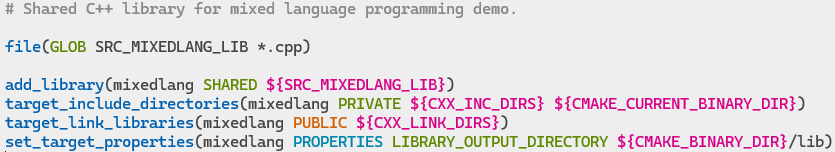 # Shared C++ library for mixed language programming demo.
file(GLOB SRC_MIXEDLANG_LIB *.cpp)
add_library(mixedlang SHARED ${SRC_MIXEDLANG_LIB})
target_include_directories(mixedlang PRIVATE ${CXX_INC_DIRS} ${CMAKE_CURRENT_BINARY_DIR})
target_link_libraries(mixedlang PUBLIC ${CXX_LINK_DIRS})
set_target_properties(mixedlang PROPERTIES LIBRARY_OUTPUT_DIRECTORY ${CMAKE_BINARY_DIR}/lib)